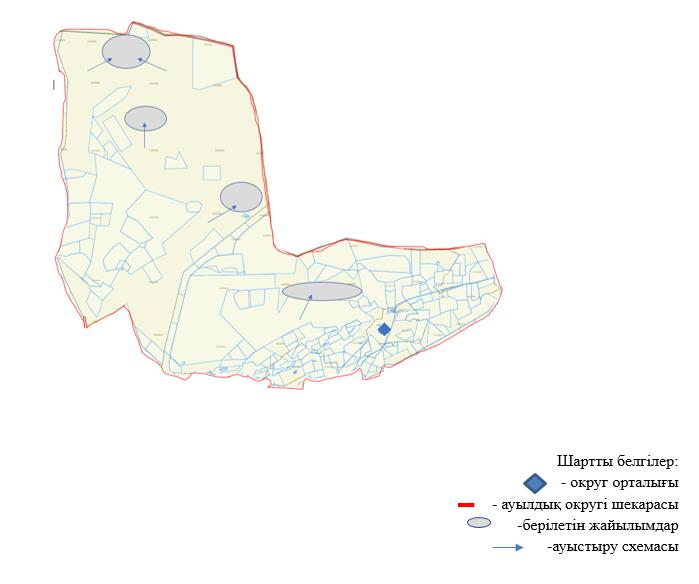 Шартты белгілер:
- округ орталығы
- ауылдық округі шекарасы
-берілетін жайылымдар
-ауыстыру схемасы